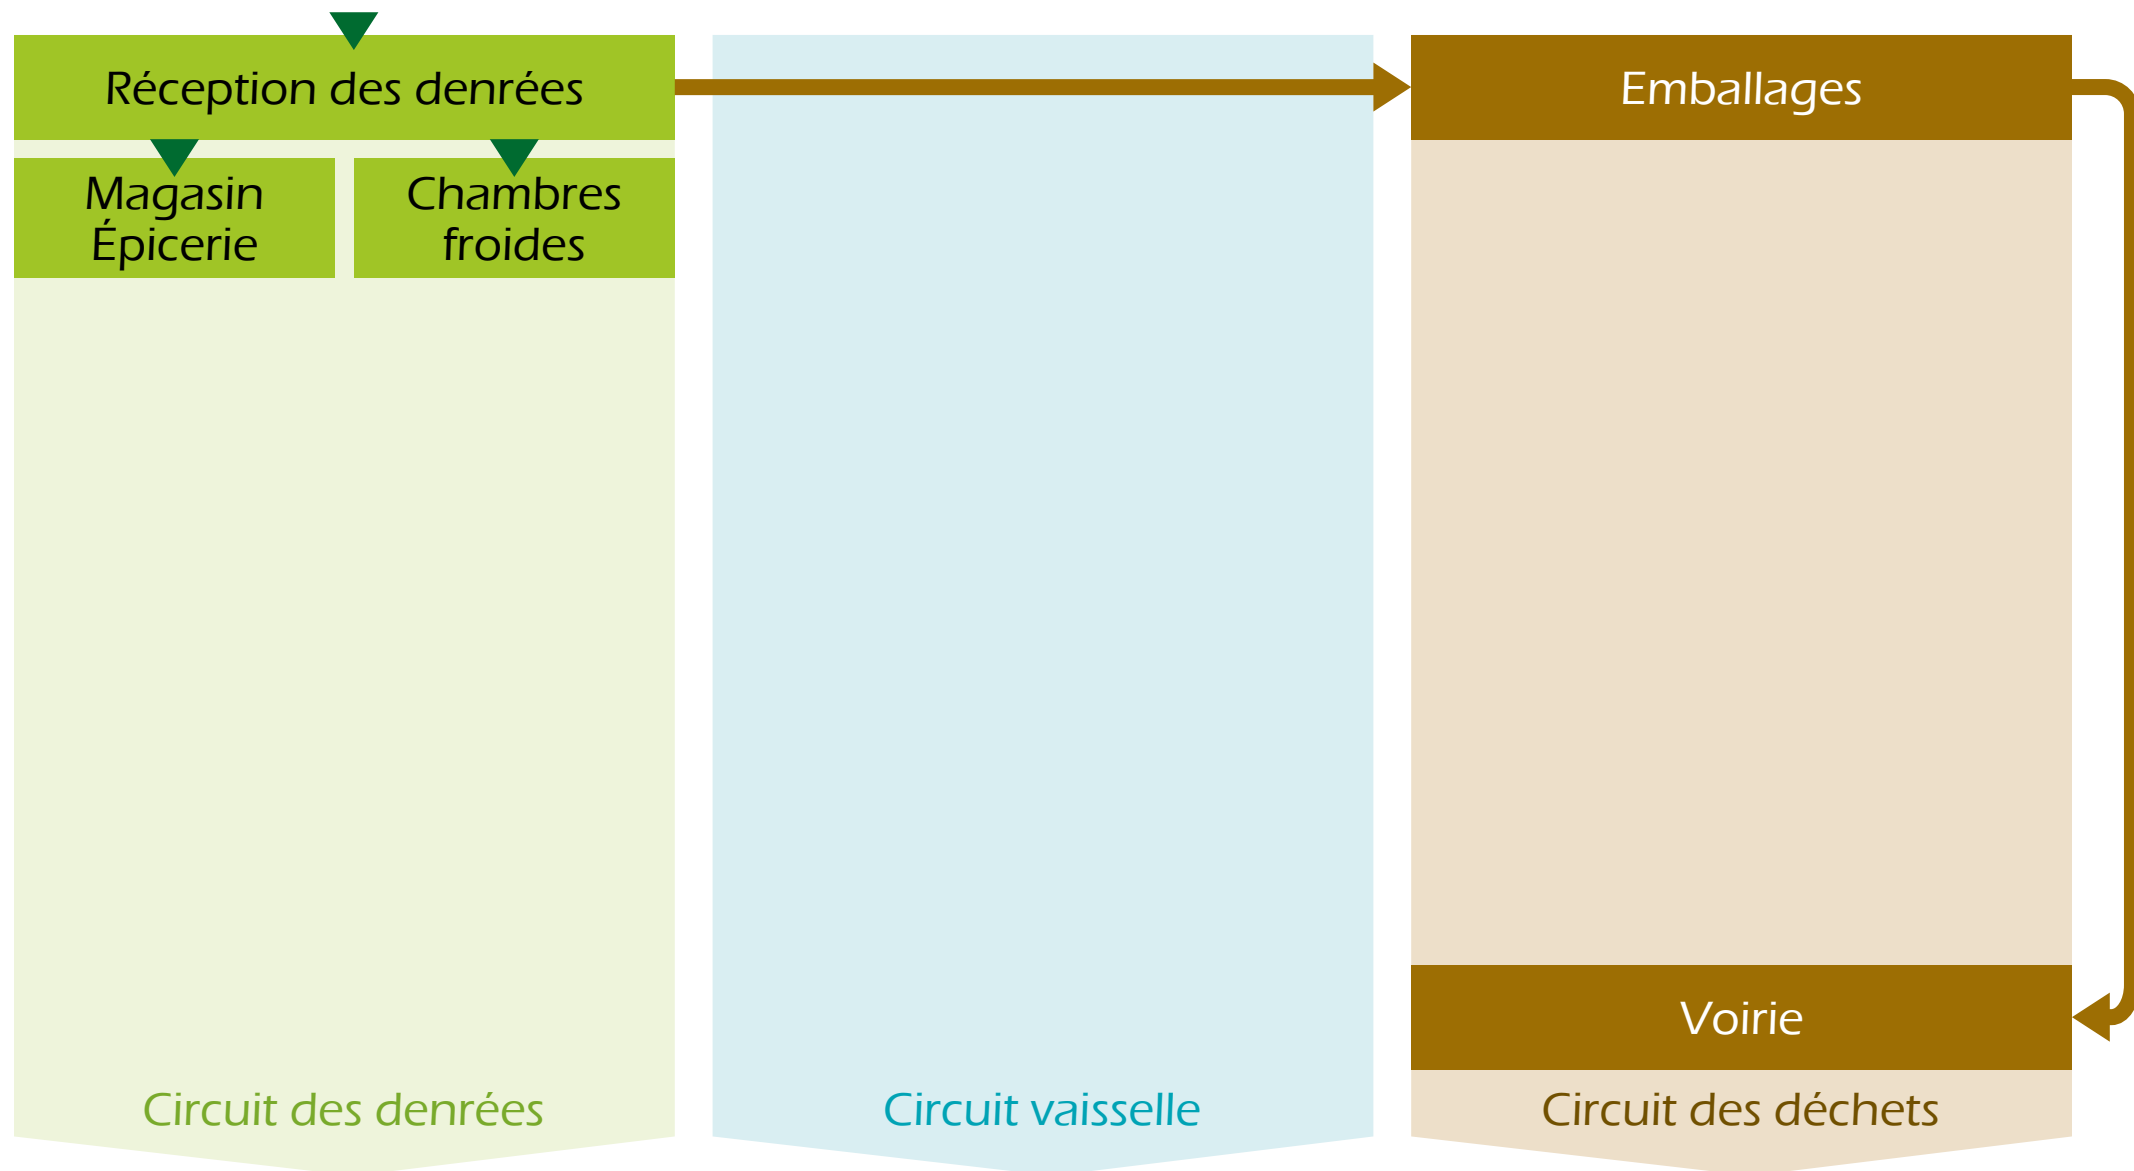 Réception des denrées
Emballages
Magasin
Épicerie
Chambres
froides
Voirie
Circuit des denrées
Circuit vaisselle
Circuit des déchets